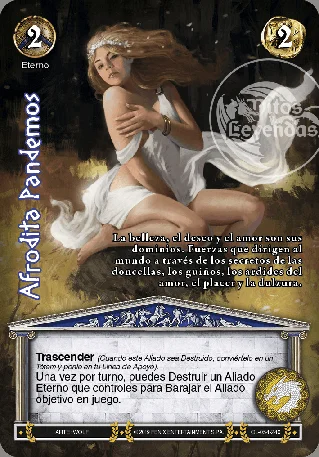 2
2
Eterno
Tutos
Leyendas
Afrodita Pandemos
La belleza, el deseo y el amor son sus
dominios. Fuerzas que dirigen al
mundo a través de los secretos de las
doncellas, los guiños, los ardides del
amor, el placer y la dulzura.
Trascender (Cuando este Aliado sea Destruido, conviértelo en un
Tótem y ponlo en tu Línea de Apoyo).
Una vez por turno, puedes Destruir un Aliado
Eterno que controles para Barajar el Aliado
objetivo en juego.